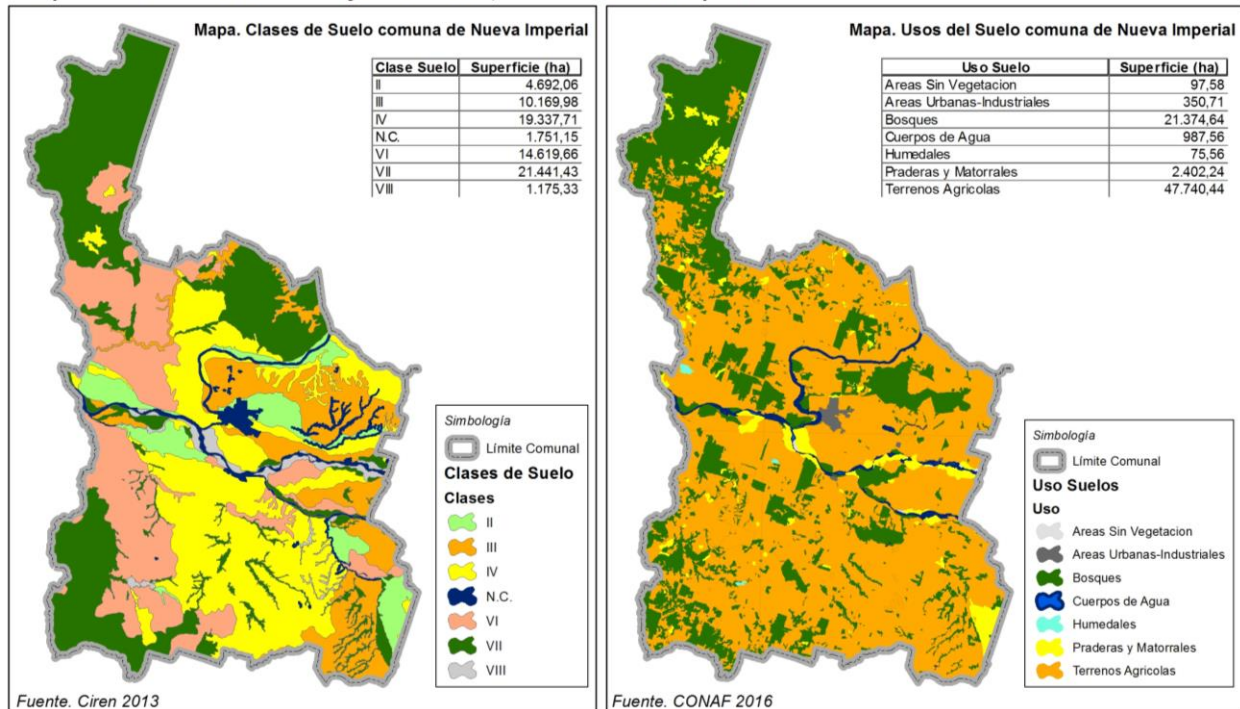 Mapa. Clases de Suelo comuna de Nueva Imperial
Clase Suelo Superficie (ha)
II 4.692,06
III 10.169,98
IV 19.337,71
N.C. 1.751,15
VI 14.619,66
VII 21.441,43
VIII 1.175,33
Simbología
Límite Comunal
Clases de Suelo
Clases
II
III
IV
N.C.
VI
VII
VIII
Fuente. Ciren 2013
Mapa. Usos del Suelo comuna de Nueva Imperial
Uso Suelo Superficie (ha)
Areas Sin Vegetacion 97,58
Areas Urbanas-Industriales 350,71
Bosques 21.374,64
Cuerpos de Agua 987,56
Humedales 75,56
Praderas y Matorrales 2.402,24
Terrenos Agricolas 47.740,44
Simbología
Límite Comunal
Uso Suelos
Uso
Areas Sin Vegetacion
Areas Urbanas-Industriales
Bosques
Cuerpos de Agua
Humedales
Praderas y Matorrales
Terrenos Agricolas
Fuente. CONAF 2016